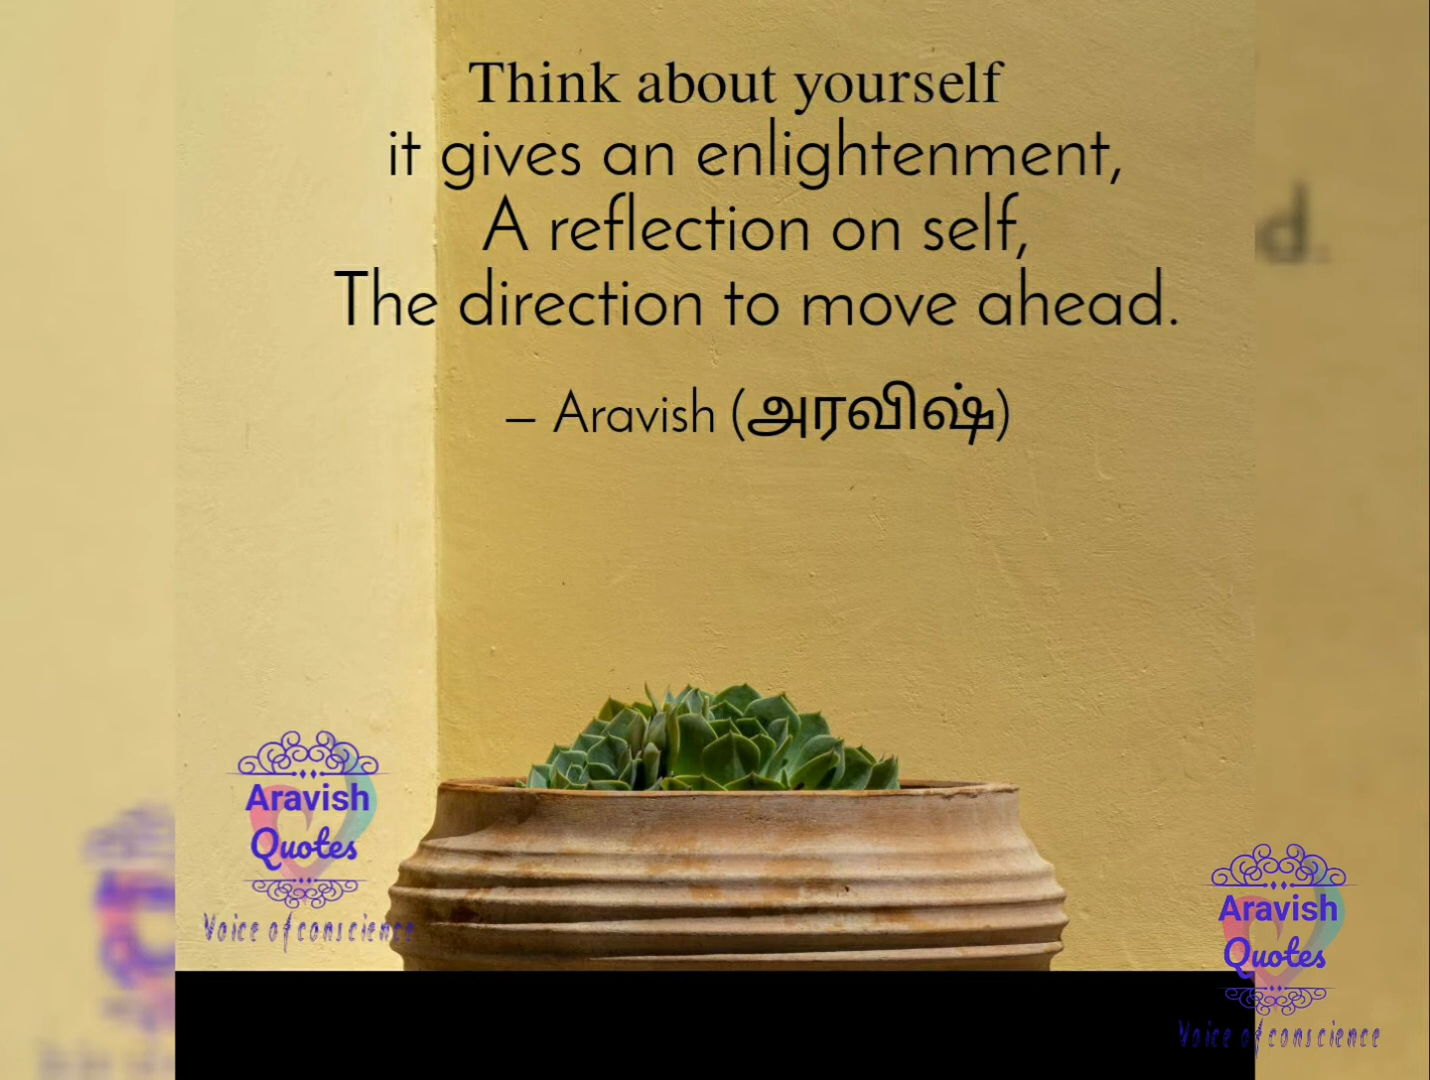 Think about yourself
it gives an enlightenment,
A reflection on self,
The direction to move ahead.
– Aravish (அரவிஷ்)
Aravish
Quotes
Voice of conscience
Aravish
Quotes
Voice of conscience
d.